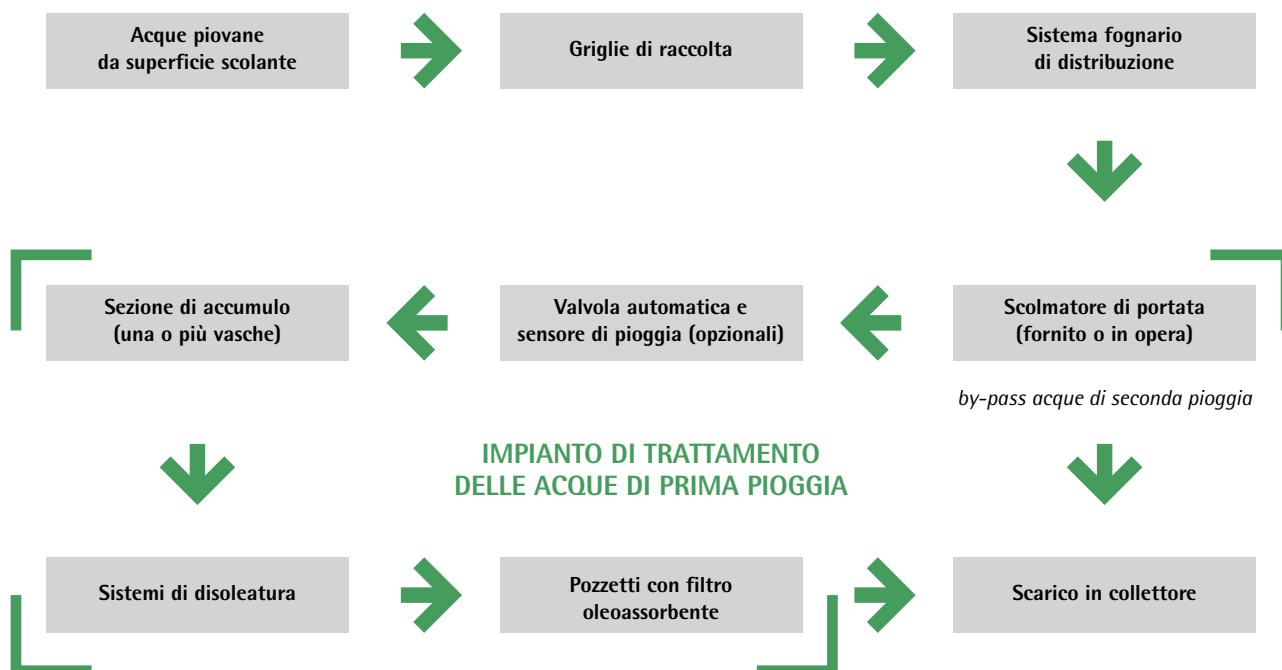 Acque piovane
da superficie scolante
Griglie di raccolta
Sistema fognario
di distribuzione
Sezione di accumulo
(una o più vasche)
Valvola automatica e
sensore di pioggia (opzionali)
Scolmatore di portata
(fornito o in opera)
by-pass acque di seconda pioggia
IMPIANTO DI TRATTAMENTO
DELLE ACQUE DI PRIMA PIOGGIA
Sistemi di disoleatura
Pozzetti con filtro
oleoassorbente
Scarico in collettore